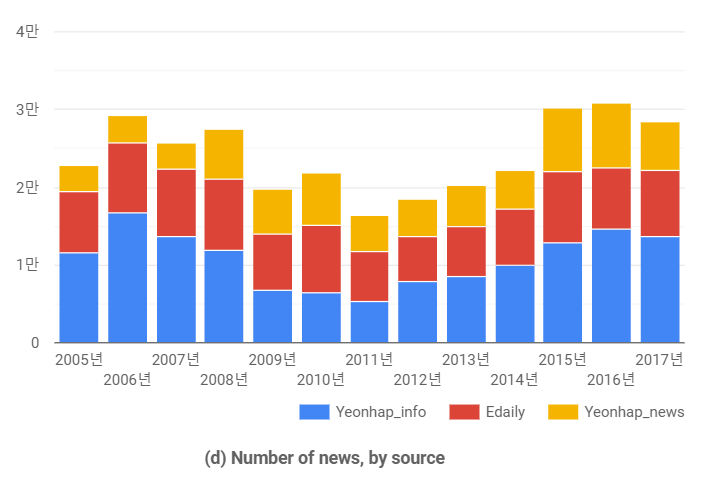 4만
3만
2만
1만
0
2005년 2007년 2009년 2011년 2013년 2015년 2017년
2006년 2008년 2010년 2012년 2014년 2016년
Yeonhap_info Edaily Yeonhap_news
(d) Number of news, by source